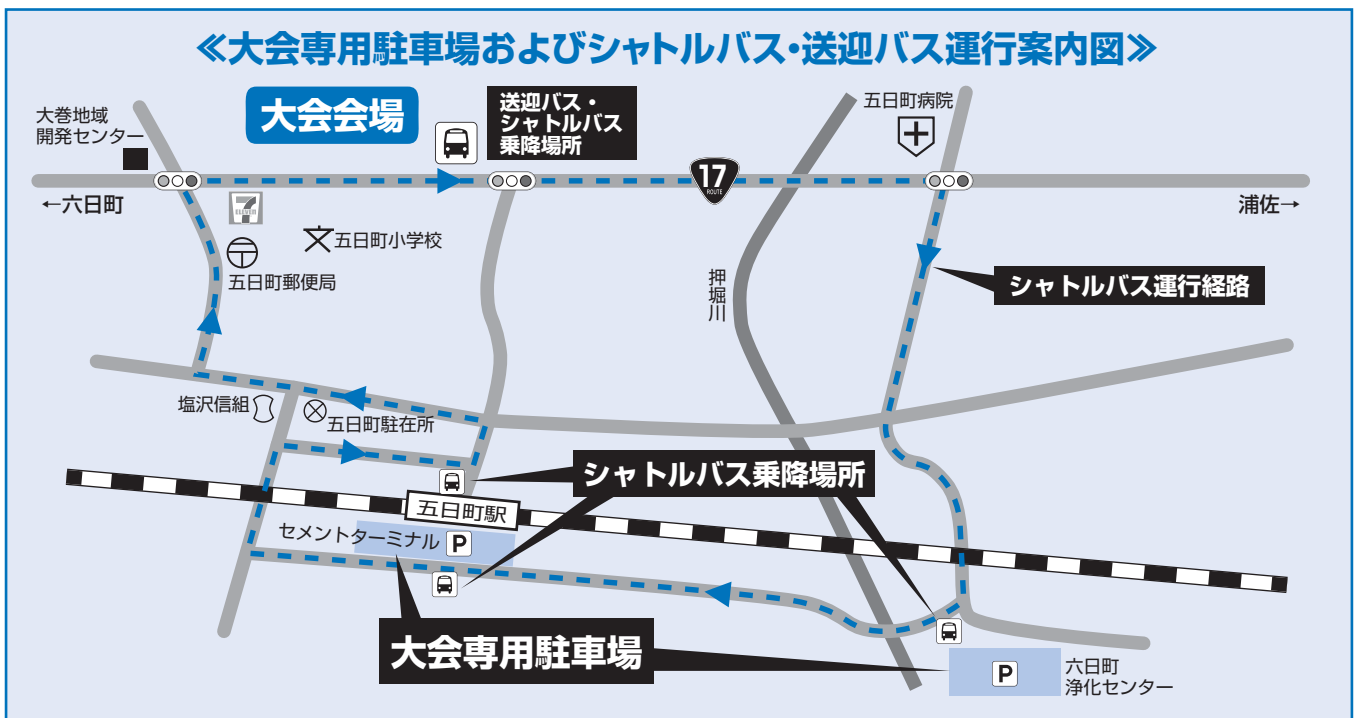 ≪大会専用駐車場およびシャトルバス・送迎バス運行案内図≫
大巻地域
開発センター
大会会場
送迎バス・
シャトルバス
乗降場所
五日町病院
17
ROUTE
←六日町
浦佐→
7
ELEVEN
五日町小学校
五日町郵便局
押堀川
シャトルバス運行経路
塩沢信組
五日町駐在所
シャトルバス乗降場所
五日町駅
セメントターミナル
P
大会専用駐車場
P
六日町
浄化センター